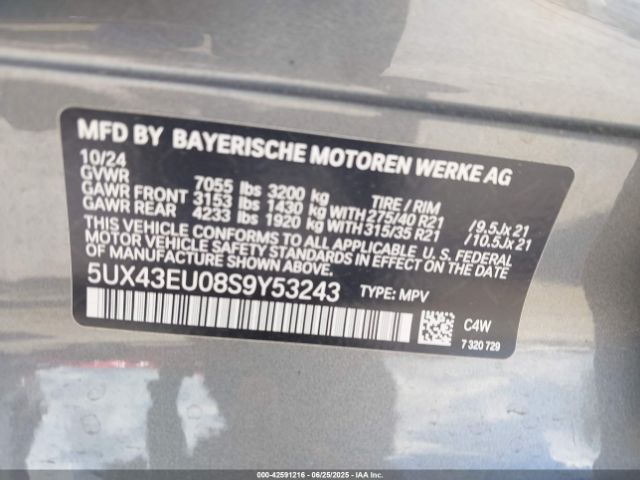 MFD BY BAYERISCHE MOTOREN WERKE AG
10/24
GVWR 7055 lbs 3200 kg TIRE / RIM
GAWR FRONT 3153 lbs 1430 kg WITH 275/40 R21 /9.5Jx21
GAWR REAR 4233 lbs 1920 kg WITH 315/35 R21 /10.5Jx21
THIS VEHICLE CONFORMS TO ALL APPLICABLE U.S. FEDERAL
MOTOR VEHICLE SAFETY STANDARDS IN EFFECT ON THE DATE
OF MANUFACTURE SHOWN ABOVE.
5UX43EU08S9Y53243 TYPE: MPV
C4W
7 320 729
000-42591216 - 06/25/2025 - IAA Inc.